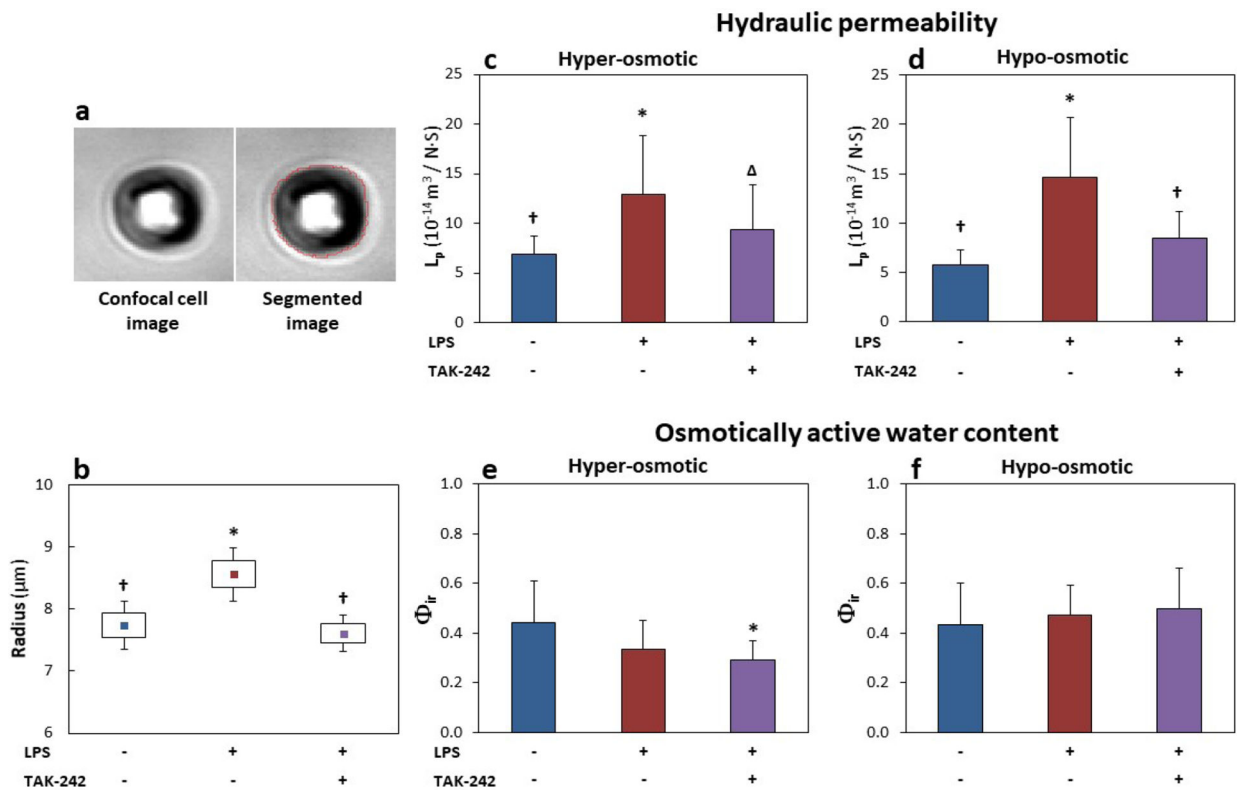 Hydraulic permeability
a
Confocal cell image
Segmented image
c
Hyper-osmotic
Lp (10⁻¹⁴ m³ / N·S)
25
20
15
10
5
0
†
*
Δ
LPS - + +
TAK-242 - - +
d
Hypo-osmotic
Lp (10⁻¹⁴ m³ / N·S)
25
20
15
10
5
0
†
*
†
- + +
- - +
b
Radius (μm)
10
9
8
7
6
†
*
†
LPS - + +
TAK-242 - - +
Osmotically active water content
e
Hyper-osmotic
Φir
1.0
0.8
0.6
0.4
0.2
0.0
*
LPS - + +
TAK-242 - - +
f
Hypo-osmotic
Φir
1.0
0.8
0.6
0.4
0.2
0.0
- + +
- - +